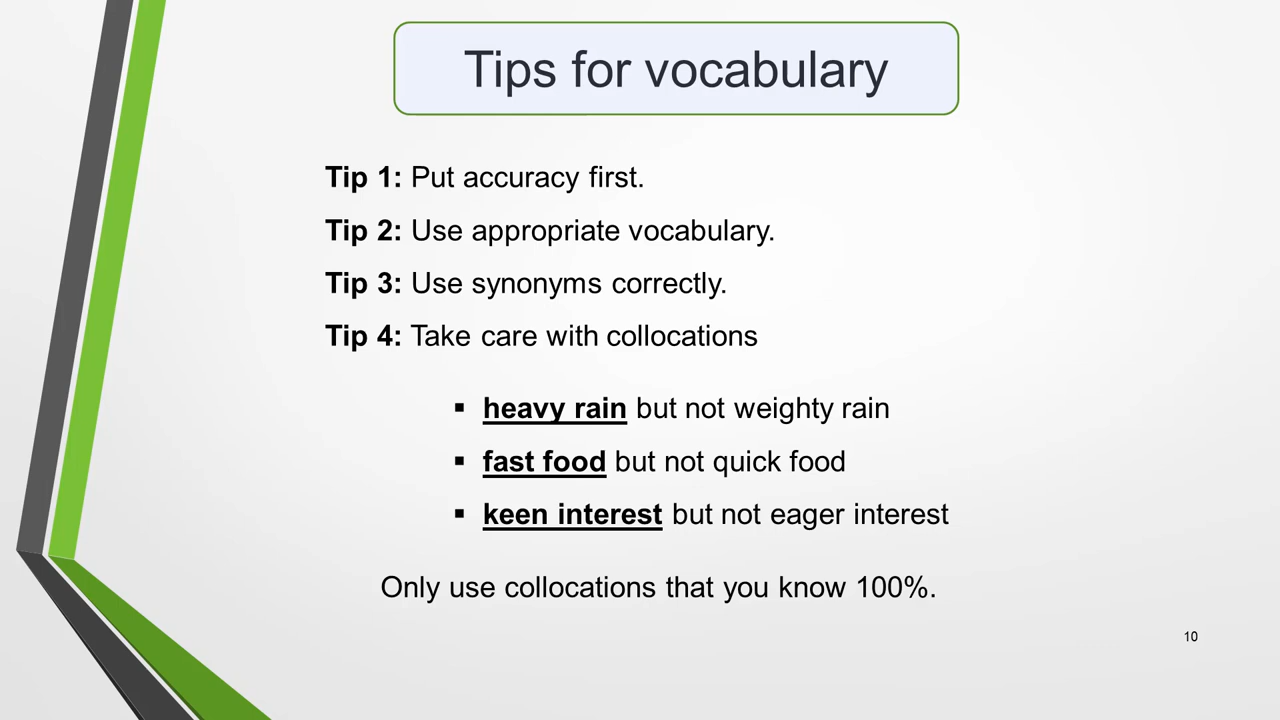 Tips for vocabulary
Tip 1: Put accuracy first.
Tip 2: Use appropriate vocabulary.
Tip 3: Use synonyms correctly.
Tip 4: Take care with collocations
▪ heavy rain but not weighty rain
▪ fast food but not quick food
▪ keen interest but not eager interest
Only use collocations that you know 100%.
10